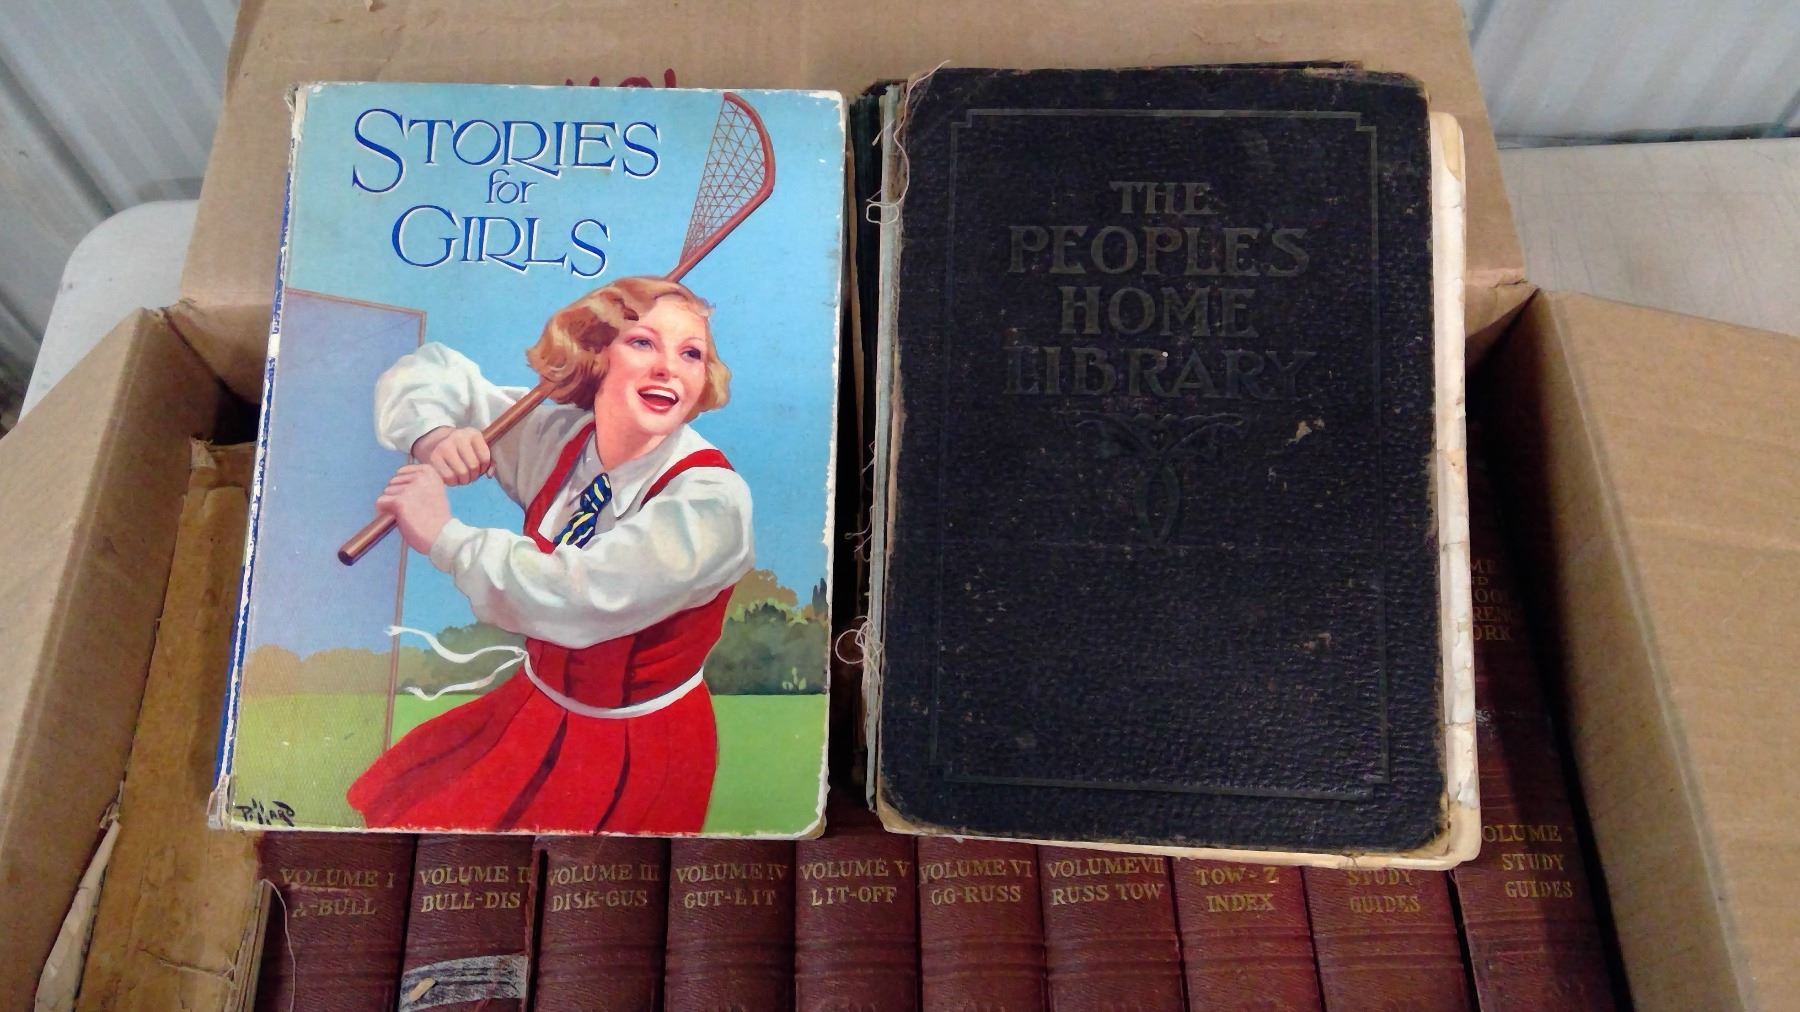 STORIES
for
GIRLS
PILLARD
THE
PEOPLE'S
HOME
LIBRARY
VOLUME I
A-BULL
VOLUME II
BULL-DIS
VOLUME III
DISK-GUS
VOLUME IV
GUT-LIT
VOLUME V
LIT-OFF
VOLUME VI
OG-RUSS
VOLUME VII
RUSS TOW
TOW-Z
INDEX
STUDY
GUIDES
VOLUME
STUDY
GUIDES